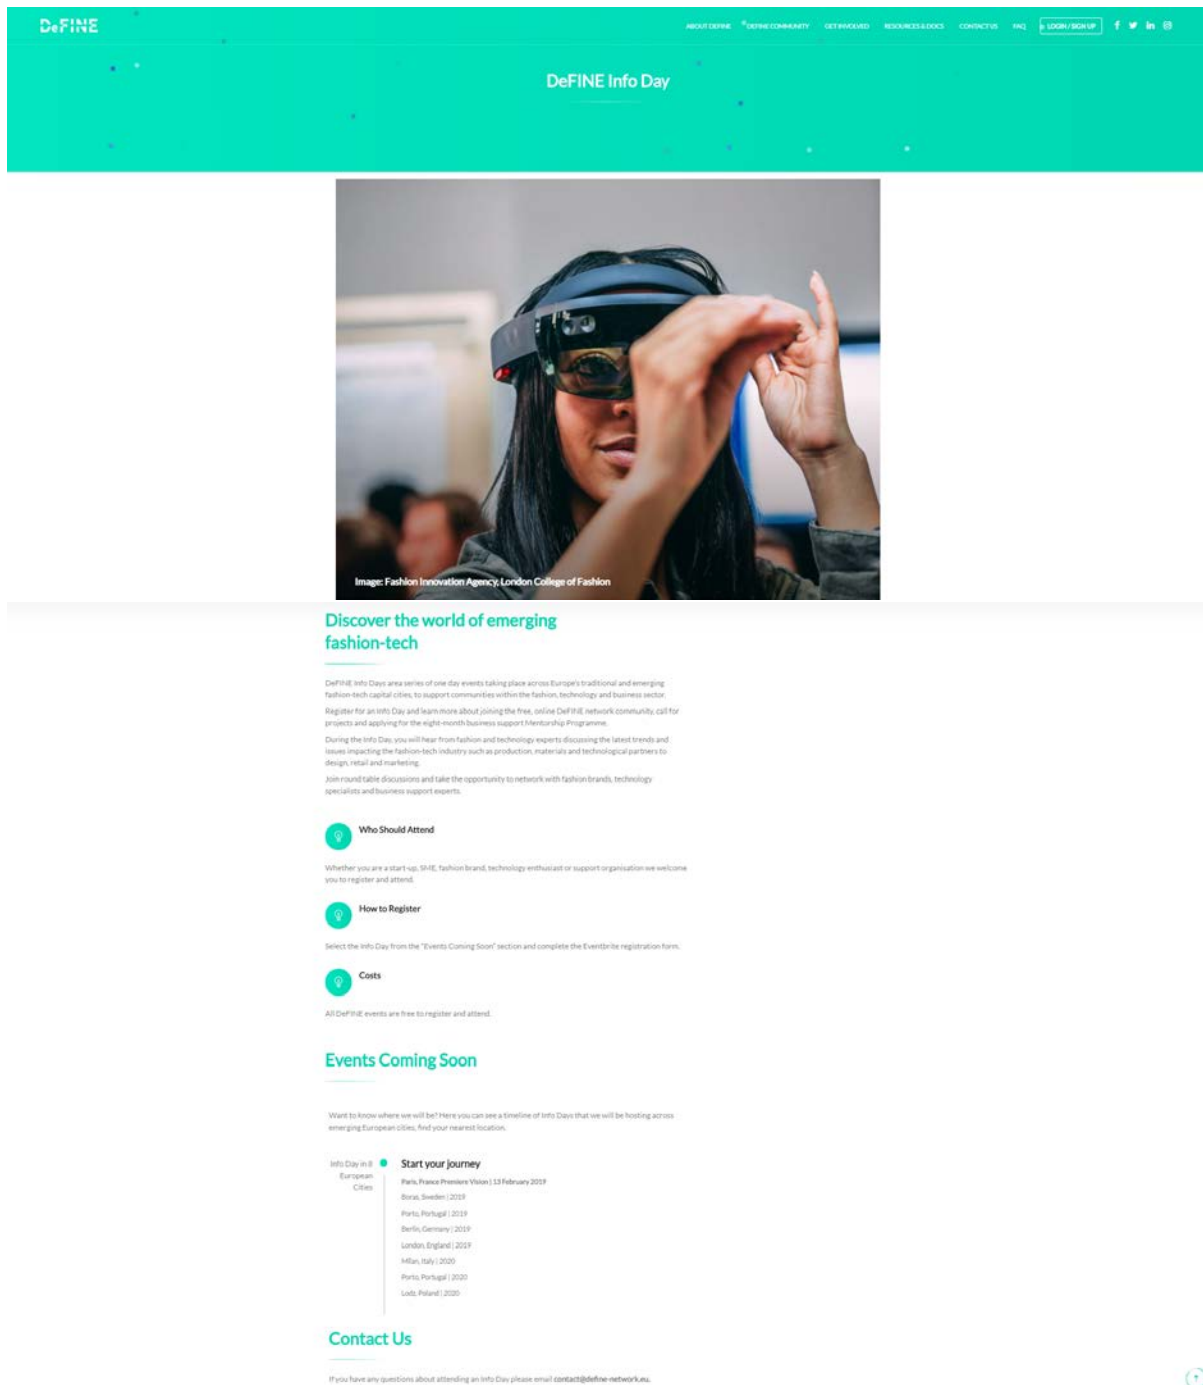 DeFINE
ABOUT DEFINE DEFINE COMMUNITY GET INVOLVED RESOURCES & DOCS CONTACT US FAQ LOGIN / SIGN UP
DeFINE Info Day
Image: Fashion Innovation Agency, London College of Fashion
Discover the world of emerging
fashion-tech
DeFINE Info Days area series of one day events taking place across Europe's traditional and emerging
fashion-tech capital cities, to support communities within the fashion, technology and business sector.
Register for an Info Day and learn more about joining the free, online DeFINE network community, call for
projects and applying for the eight-month business support Mentorship Programme.
During the Info Day, you will hear from fashion and technology experts discussing the latest trends and
issues impacting the fashion-tech industry such as production, materials and technological partners to
design, retail and marketing.
Join round table discussions and take the opportunity to network with fashion brands, technology
specialists and business support experts.
Who Should Attend
Whether you are a start-up, SME, fashion brand, technology enthusiast or support organisation we welcome
you to register and attend.
How to Register
Select the Info Day from the "Events Coming Soon" section and complete the Eventbrite registration form.
Costs
All DeFINE events are free to register and attend.
Events Coming Soon
Want to know where we will be? Here you can see a timeline of Info Days that we will be hosting across
emerging European cities, find your nearest location.
Info Day in 8
European
Cities
Start your journey
Paris, France Premiere Vision | 13 February 2019
Boras, Sweden | 2019
Porto, Portugal | 2019
Berlin, Germany | 2019
London, England | 2019
Milan, Italy | 2020
Porto, Portugal | 2020
Lodz, Poland | 2020
Contact Us
If you have any questions about attending an Info Day please email contact@define-network.eu.